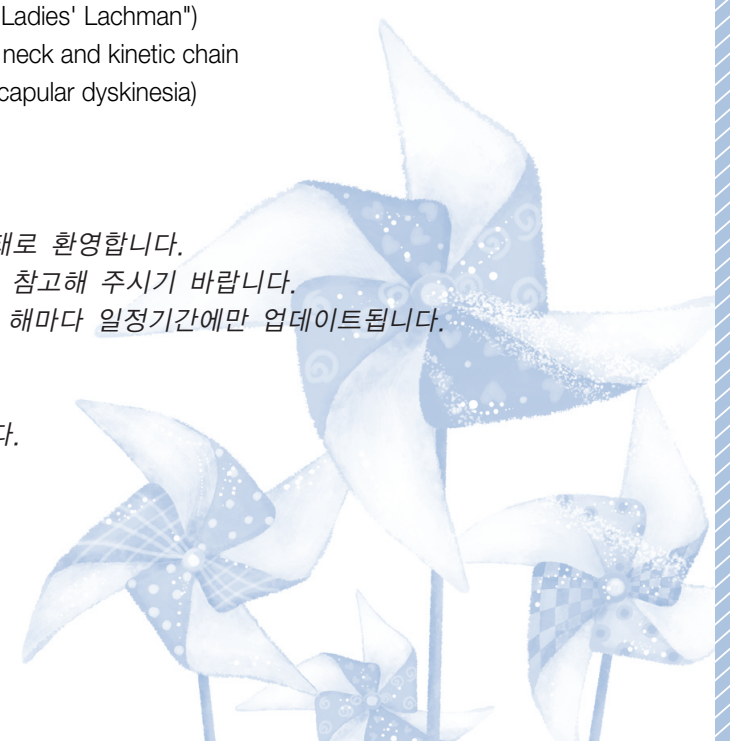 Ladies' Lachman")
neck and kinetic chain
capular dyskinesia)
태로 환영합니다.
참고해 주시기 바랍니다.
해마다 일정기간에만 업데이트됩니다.
다.